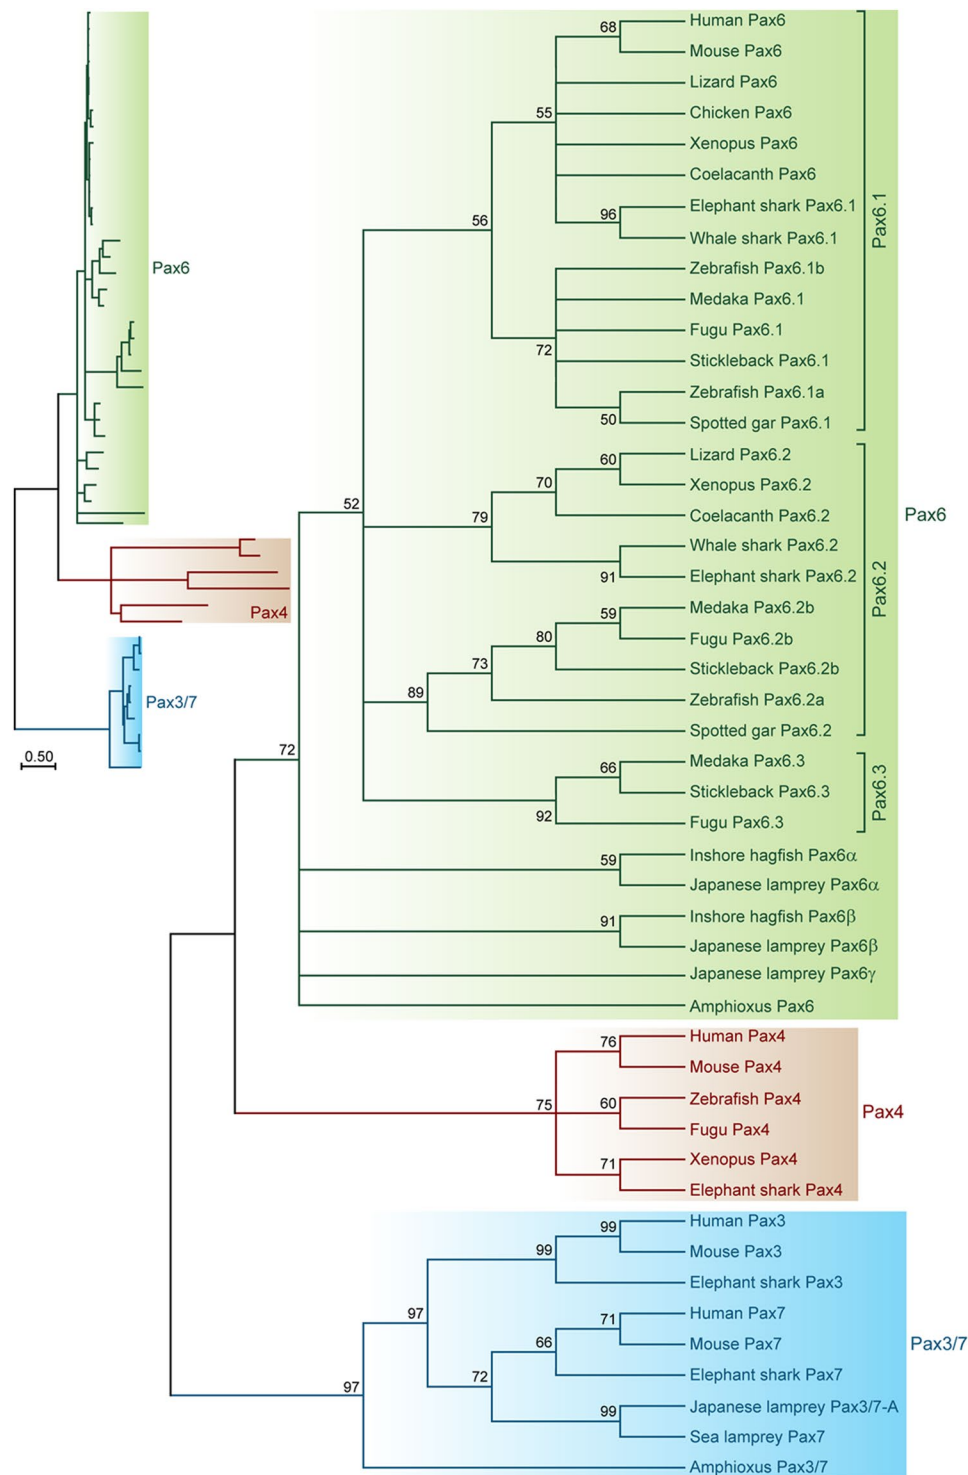 Pax6
Pax4
Pax3/7
0.50
68
Human Pax6
Mouse Pax6
Lizard Pax6
55
Chicken Pax6
Xenopus Pax6
Coelacanth Pax6
96
Elephant shark Pax6.1
56
Whale shark Pax6.1
Zebrafish Pax6.1b
Medaka Pax6.1
Fugu Pax6.1
72
Stickleback Pax6.1
Zebrafish Pax6.1a
50
Spotted gar Pax6.1
Pax6.1
60
Lizard Pax6.2
70
Xenopus Pax6.2
52
79
Coelacanth Pax6.2
Whale shark Pax6.2
91
Elephant shark Pax6.2
59
Medaka Pax6.2b
80
Fugu Pax6.2b
73
Stickleback Pax6.2b
89
Zebrafish Pax6.2a
Spotted gar Pax6.2
Pax6.2
72
66
Medaka Pax6.3
Stickleback Pax6.3
92
Fugu Pax6.3
Pax6.3
Pax6
59
Inshore hagfish Pax6α
Japanese lamprey Pax6α
91
Inshore hagfish Pax6β
Japanese lamprey Pax6β
Japanese lamprey Pax6γ
Amphioxus Pax6
76
Human Pax4
Mouse Pax4
75
60
Zebrafish Pax4
Fugu Pax4
71
Xenopus Pax4
Elephant shark Pax4
Pax4
99
Human Pax3
99
Mouse Pax3
Elephant shark Pax3
97
71
Human Pax7
66
Mouse Pax7
72
Elephant shark Pax7
97
99
Japanese lamprey Pax3/7-A
Sea lamprey Pax7
Amphioxus Pax3/7
Pax3/7